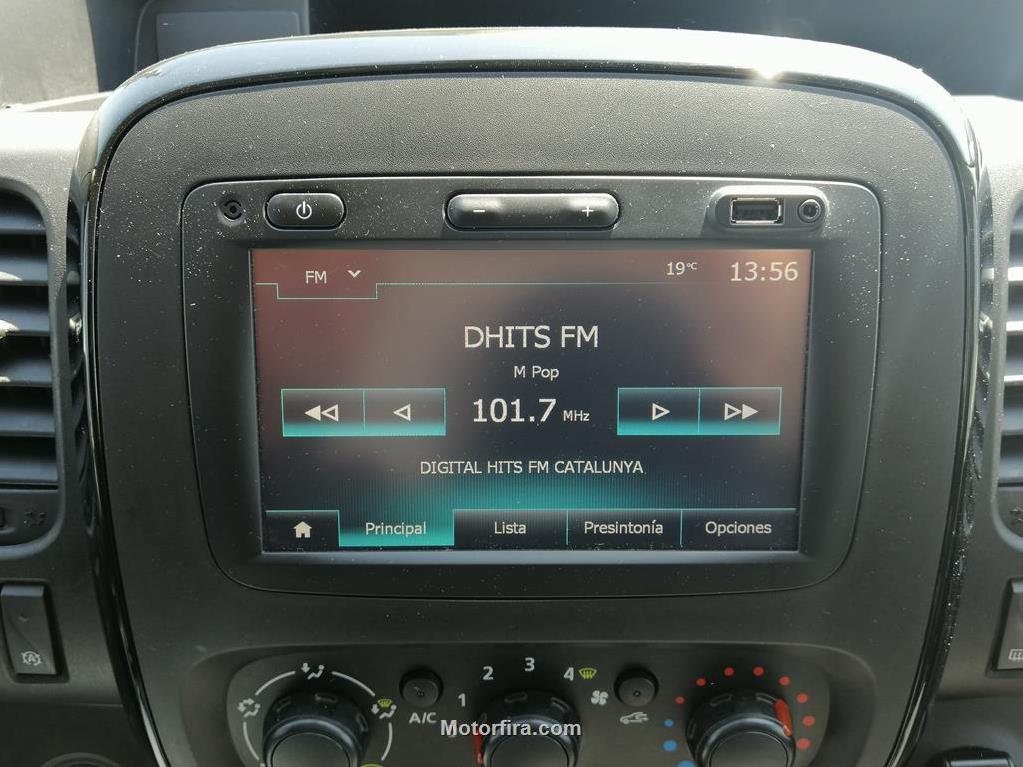 FM
19°C
13:56
DHITS FM
M Pop
101.7 MHz
DIGITAL HITS FM CATALUNYA
Principal
Lista
Presintonía
Opciones
1
2
3
4
A/C
Motorfira.com